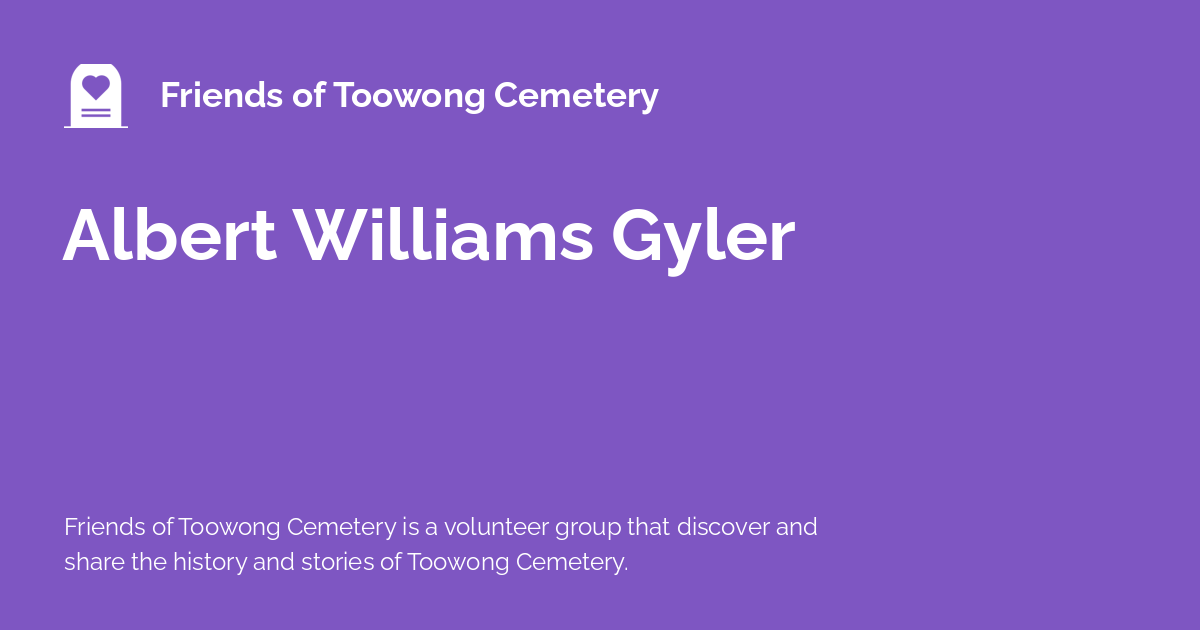 Friends of Toowong Cemetery
Albert Williams Gyler
Friends of Toowong Cemetery is a volunteer group that discover and
share the history and stories of Toowong Cemetery.